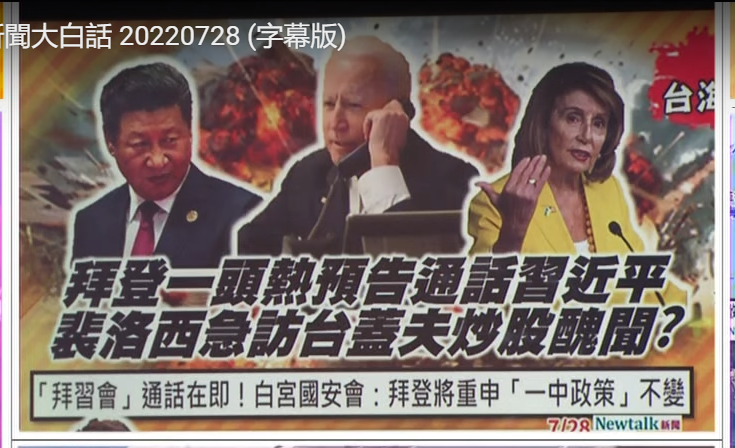 新聞大白話 20220728 (字幕版)
台海
拜登一頭熱預告通話習近平
裴洛西急訪台蓋夫炒股醜聞?
「拜習會」通話在即!白宮國安會:拜登將重申「一中政策」不變
7/28 Newtalk新聞